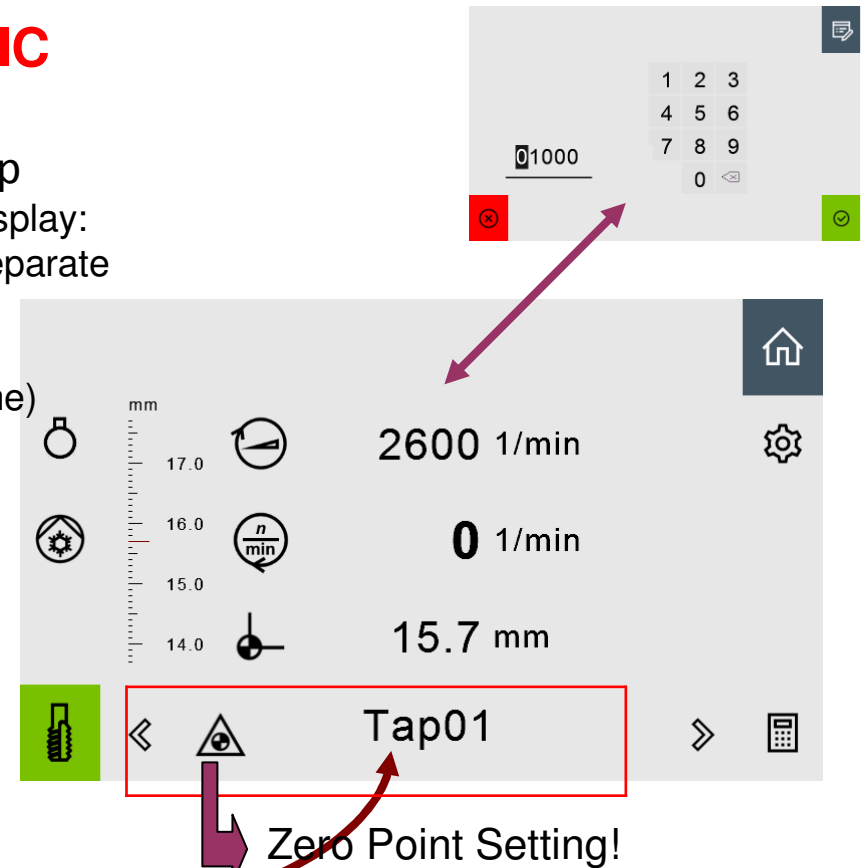 IC
1 2 3
4 5 6
01000
7 8 9
0
p
splay:
eparate
ne)
mm
17.0
2600 1/min
16.0
n
min
0 1/min
15.0
14.0
15.7 mm
Tap01
Zero Point Setting!